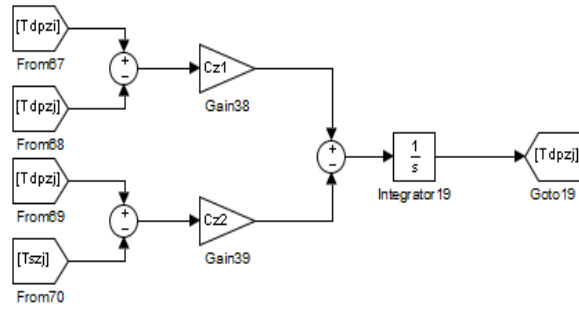 [Tdpzi]
From67
+
−
Cz1
Gain38
[Tdpzj]
From68
+
−
1
s
Integrator19
[Tdpzj]
Goto19
[Tdpzj]
From69
+
−
Cz2
Gain39
[Tszj]
From70